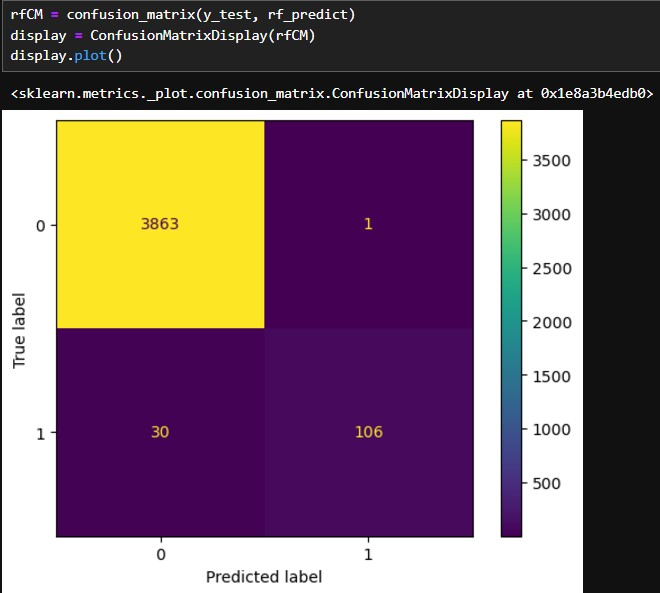 rfCM = confusion_matrix(y_test, rf_predict)
display = ConfusionMatrixDisplay(rfCM)
display.plot()
<sklearn.metrics._plot.confusion_matrix.ConfusionMatrixDisplay at 0x1e8a3b4edb0>
3863
1
30
106
0
1
True label
0
1
Predicted label
3500
3000
2500
2000
1500
1000
500